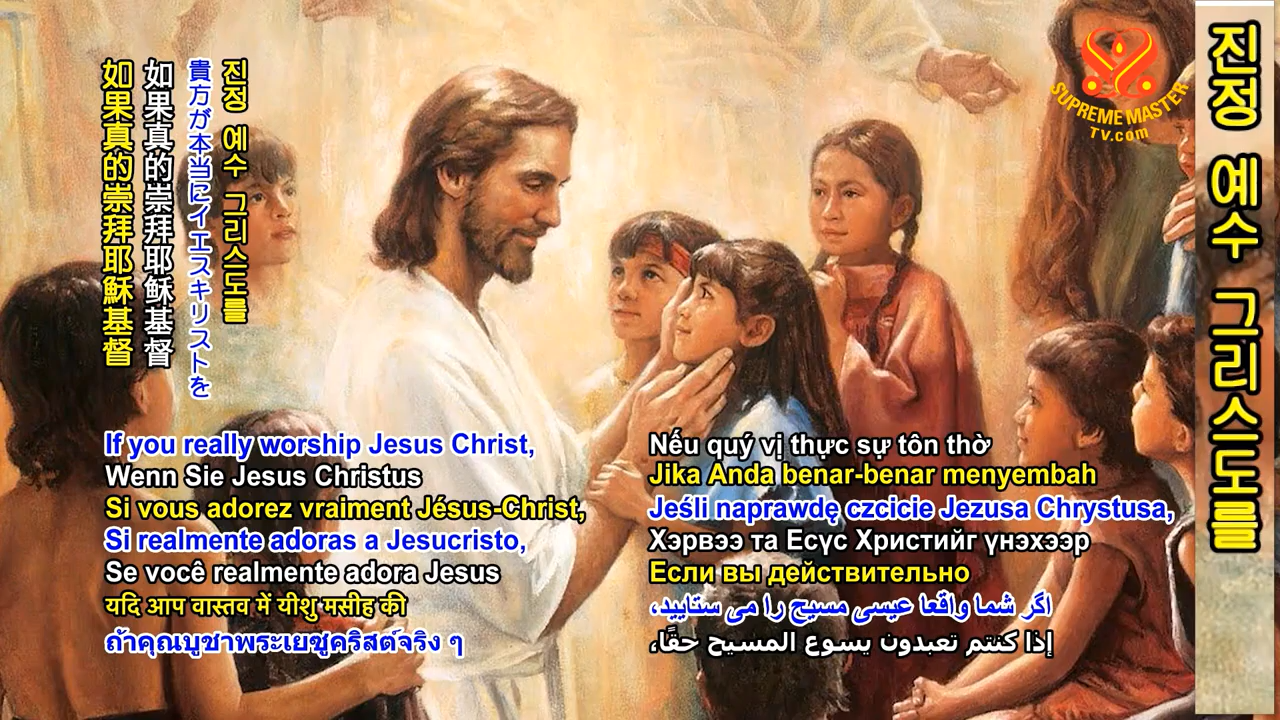 如果真的崇拜耶穌基督
如果真的崇拜耶稣基督
貴方が本当にイエスキリストを
진정 예수 그리스도를
If you really worship Jesus Christ,
Wenn Sie Jesus Christus
Si vous adorez vraiment Jésus-Christ,
Si realmente adoras a Jesucristo,
Se você realmente adora Jesus
यदि आप वास्तव में यीशु मसीह की
ถ้าคุณบูชาพระเยซูคริสต์จริง ๆ
Nếu quý vị thực sự tôn thờ
Jika Anda benar-benar menyembah
Jeśli naprawdę czcicie Jezusa Chrystusa,
Хэрвээ та Есүс Христийг үнэхээр
Если вы действительно
اگر شما واقعا عیسی مسیح را می ستایید،
إذا كنتم تعبدون يسوع المسيح حقًا،
SUPREME MASTER
TV.com
진정 예수 그리스도를